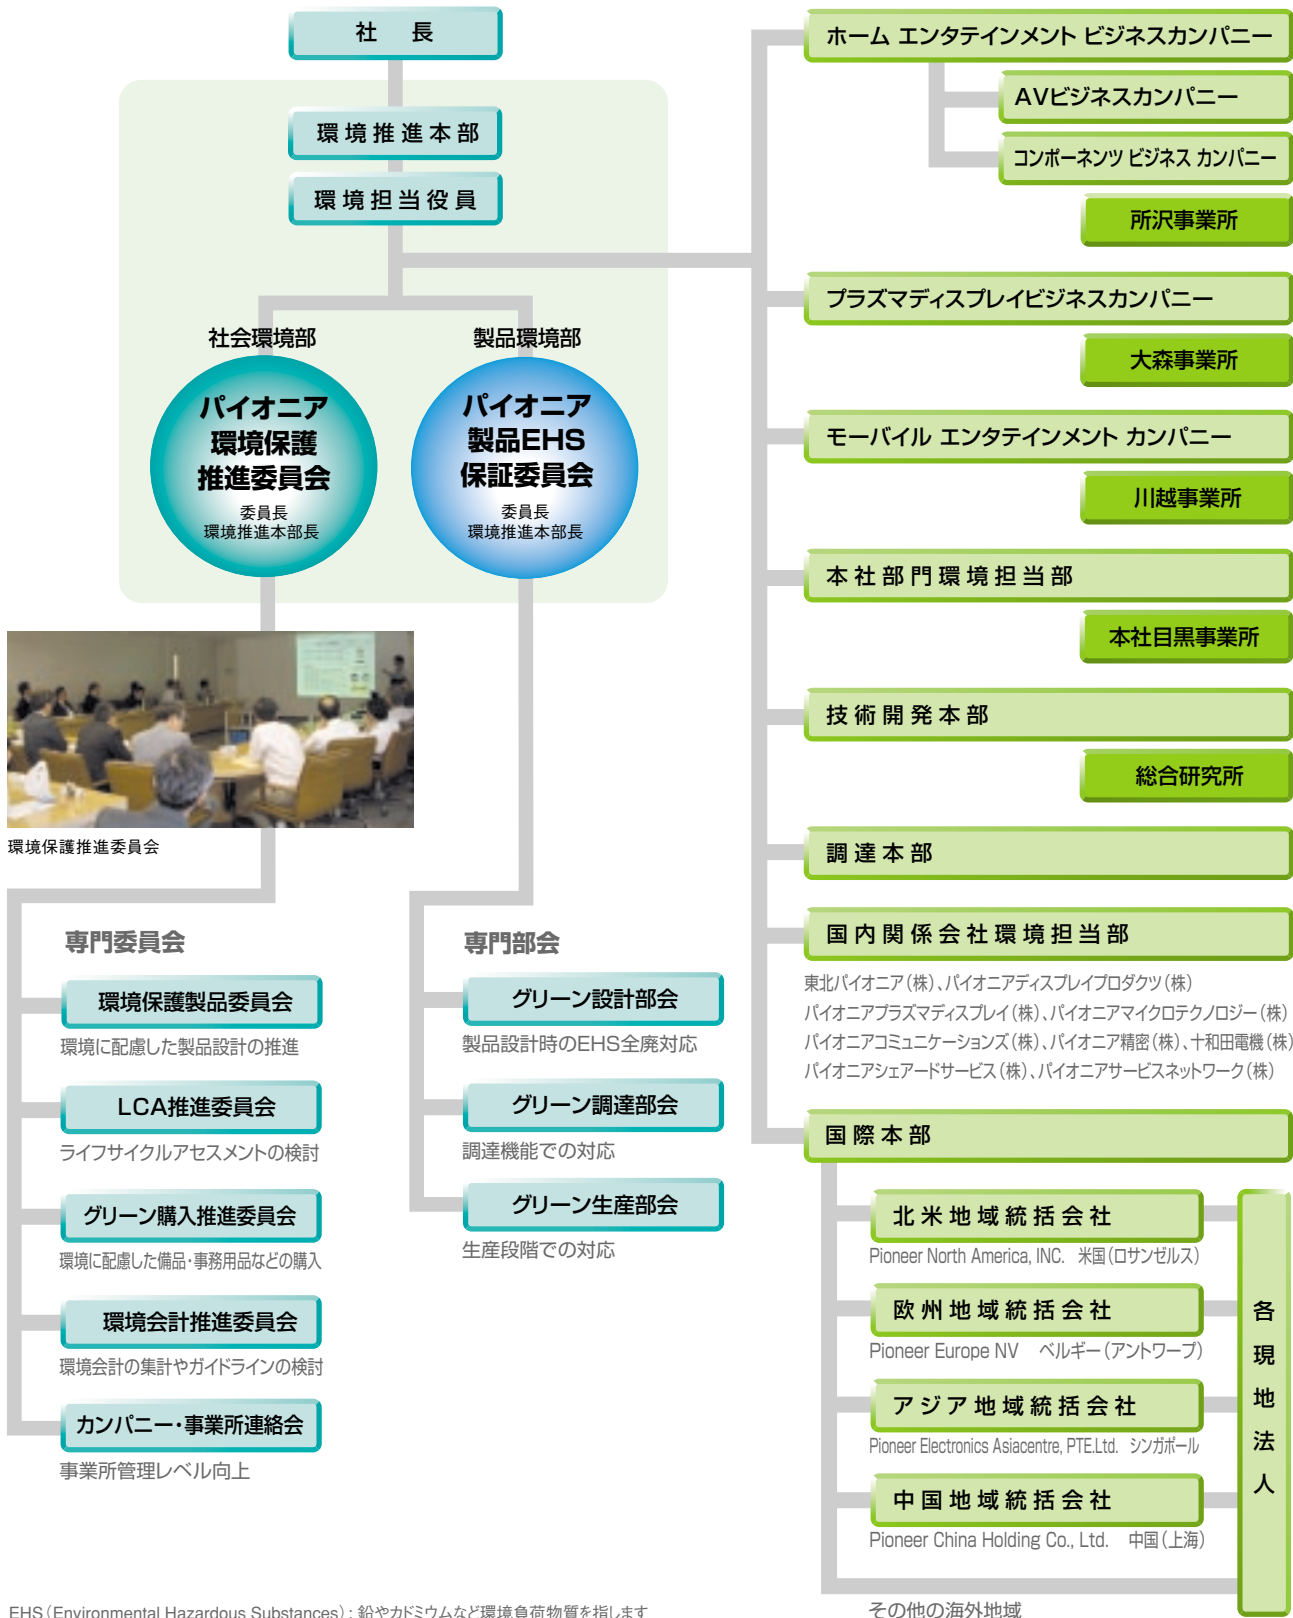 社 長
環境推進本部
環境担当役員
社会環境部
パイオニア
環境保護
推進委員会
委員長
環境推進本部長
製品環境部
パイオニア
製品EHS
保証委員会
委員長
環境推進本部長
環境保護推進委員会
専門委員会
環境保護製品委員会
環境に配慮した製品設計の推進
LCA推進委員会
ライフサイクルアセスメントの検討
グリーン購入推進委員会
環境に配慮した備品・事務用品などの購入
環境会計推進委員会
環境会計の集計やガイドラインの検討
カンパニー・事業所連絡会
事業所管理レベル向上
専門部会
グリーン設計部会
製品設計時のEHS全廃対応
グリーン調達部会
調達機能での対応
グリーン生産部会
生産段階での対応
ホーム エンタテインメント ビジネスカンパニー
AVビジネスカンパニー
コンポーネンツ ビジネス カンパニー
所沢事業所
プラズマディスプレイビジネスカンパニー
大森事業所
モーバイル エンタテインメント カンパニー
川越事業所
本社部門環境担当部
本社目黒事業所
技術開発本部
総合研究所
調達本部
国内関係会社環境担当部
東北パイオニア（株）、パイオニアディスプレイプロダクツ（株）
パイオニアプラズマディスプレイ（株）、パイオニアマイクロテクノロジー（株）
パイオニアコミュニケーションズ（株）、パイオニア精密（株）、十和田電機（株）
パイオニアシェアードサービス（株）、パイオニアサービスネットワーク（株）
国際本部
北米地域統括会社
Pioneer North America, INC. 米国（ロサンゼルス）
欧州地域統括会社
Pioneer Europe NV ベルギー（アントワープ）
アジア地域統括会社
Pioneer Electronics Asiacentre, PTE.Ltd. シンガポール
中国地域統括会社
Pioneer China Holding Co., Ltd. 中国（上海）
各現地法人
その他の海外地域
EHS（Environmental Hazardous Substances）：鉛やカドミウムなど環境負荷物質を指します